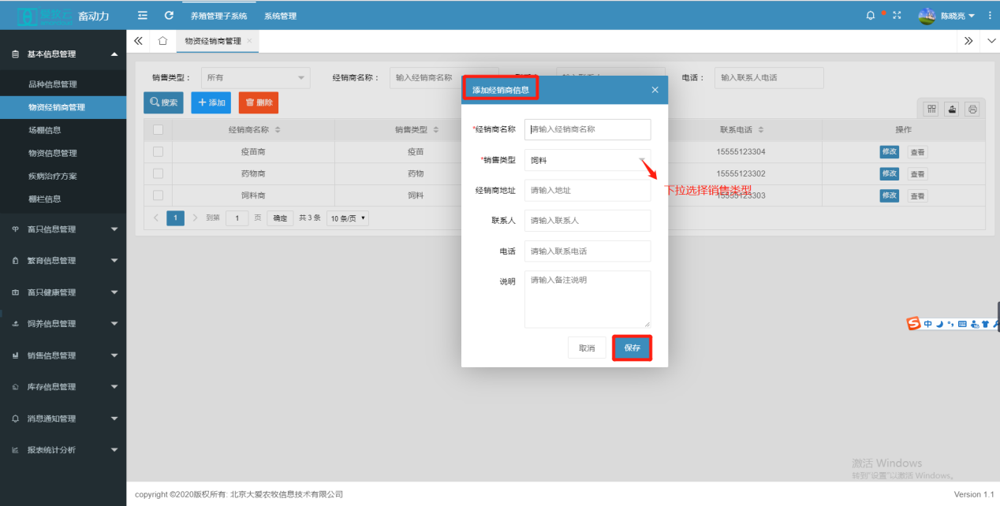 爱牧云 畜动力
养殖管理子系统 系统管理
陈晓亮
基本信息管理
品种信息管理
物资经销商管理
场棚信息
物资信息管理
疾病治疗方案
棚栏信息
畜只信息管理
繁育信息管理
畜只健康管理
饲养信息管理
销售信息管理
库存信息管理
消息通知管理
报表统计分析
物资经销商管理 ×
销售类型： 所有 经销商名称： 输入经销商名称 电话： 输入联系人电话
搜索 添加 删除
经销商名称 销售类型 联系电话 操作
疫苗商 疫苗 15555123304 修改 查看
药物商 药物 15555123302 修改 查看
饲料商 饲料 15555123303 修改 查看
1 到第 1 页 确定 共 3 条 10 条/页
添加经销商信息
*经销商名称 请输入经销商名称
*销售类型 饲料
下拉选择销售类型
经销商地址 请输入地址
联系人 请输入联系人
电话 请输入联系电话
说明 请输入备注说明
取消 保存
中
激活 Windows
转到"设置"以激活 Windows。
copyright ©2020版权所有: 北京大爱农牧信息技术有限公司
Version 1.1